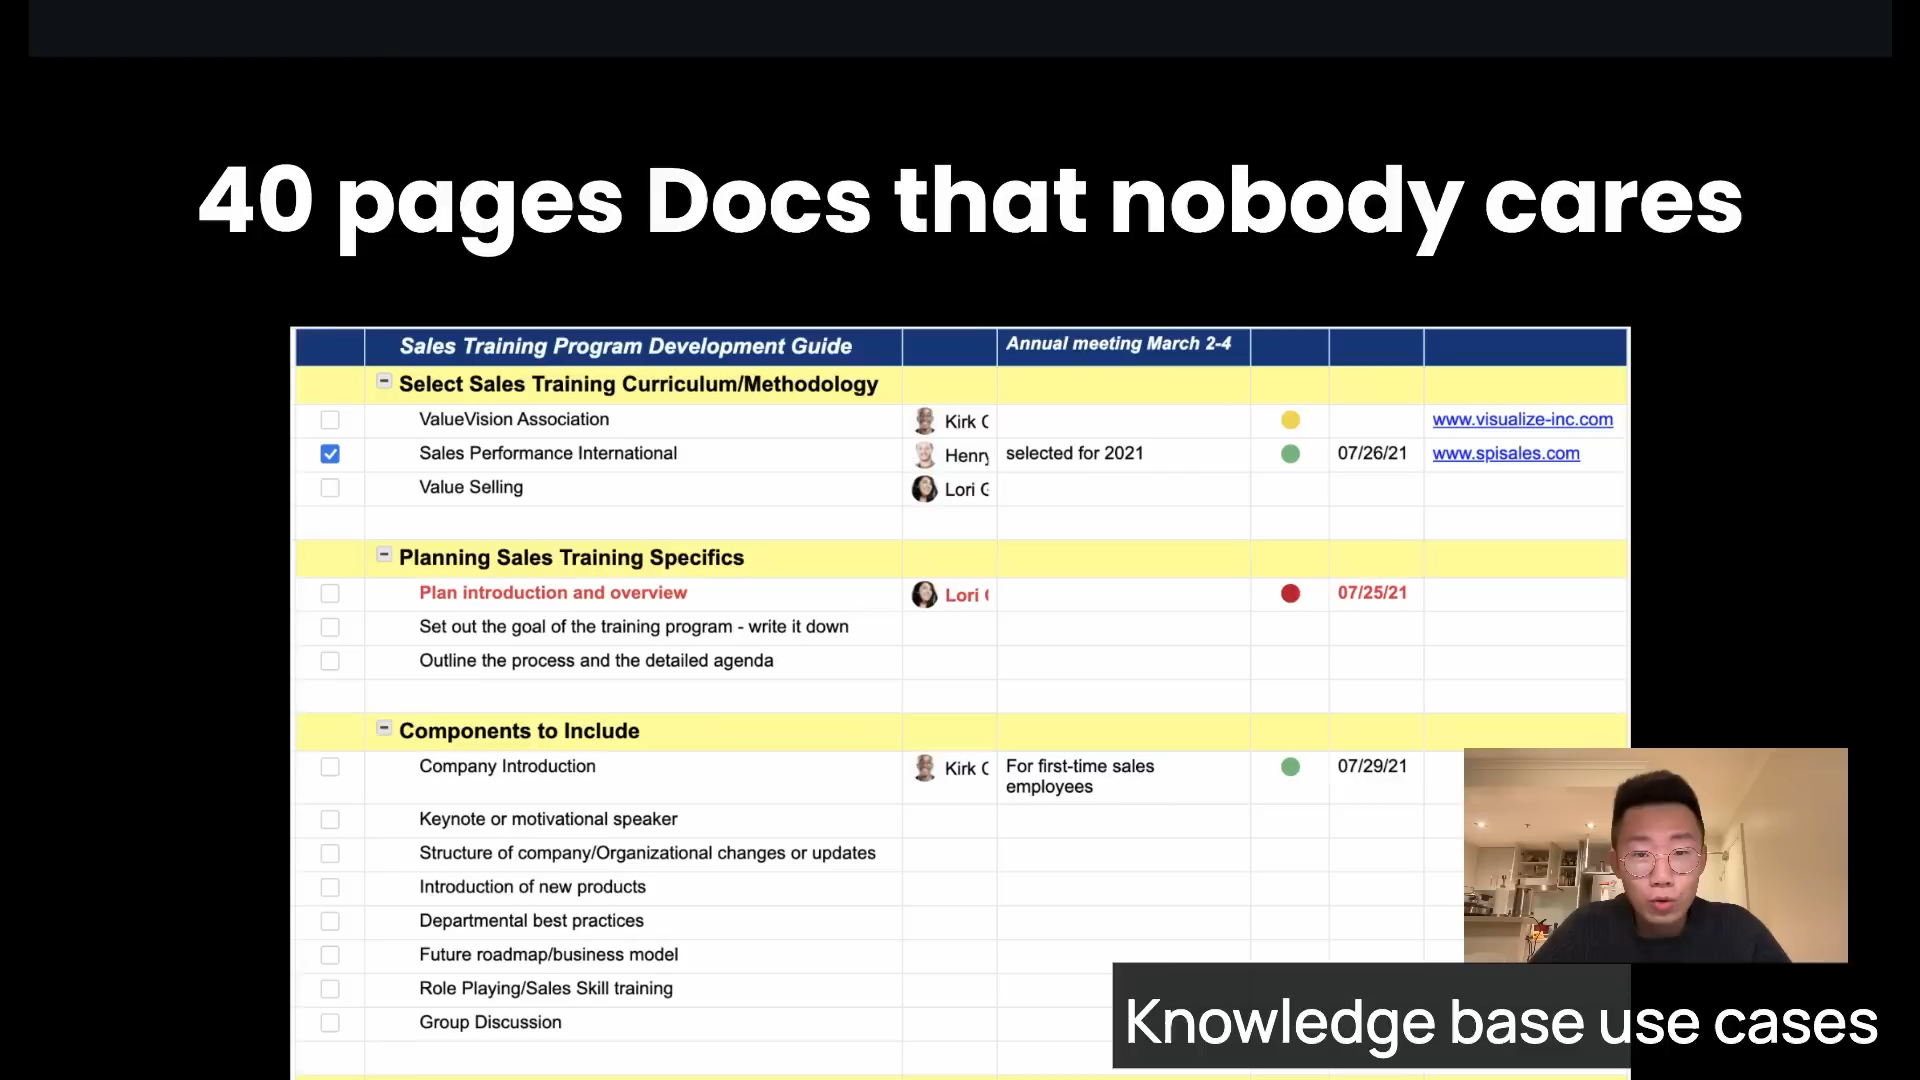 40 pages Docs that nobody cares
Sales Training Program Development Guide Annual meeting March 2-4
Select Sales Training Curriculum/Methodology
ValueVision Association Kirk www.visualize-inc.com
Sales Performance International Henry selected for 2021 07/26/21 www.spisales.com
Value Selling Lori
Planning Sales Training Specifics
Plan introduction and overview Lori 07/25/21
Set out the goal of the training program - write it down
Outline the process and the detailed agenda
Components to Include
Company Introduction Kirk For first-time sales 07/29/21
employees
Keynote or motivational speaker
Structure of company/Organizational changes or updates
Introduction of new products
Departmental best practices
Future roadmap/business model
Role Playing/Sales Skill training
Group Discussion
Knowledge base use cases